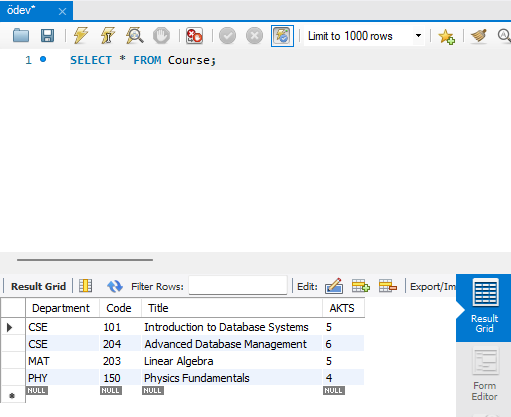 ödev*
Limit to 1000 rows
1 SELECT * FROM Course;
Result Grid Filter Rows: Edit: Export/Im
Department Code Title AKTS
CSE 101 Introduction to Database Systems 5
CSE 204 Advanced Database Management 6
MAT 203 Linear Algebra 5
PHY 150 Physics Fundamentals 4
NULL NULL NULL NULL
Result
Grid
Form
Editor